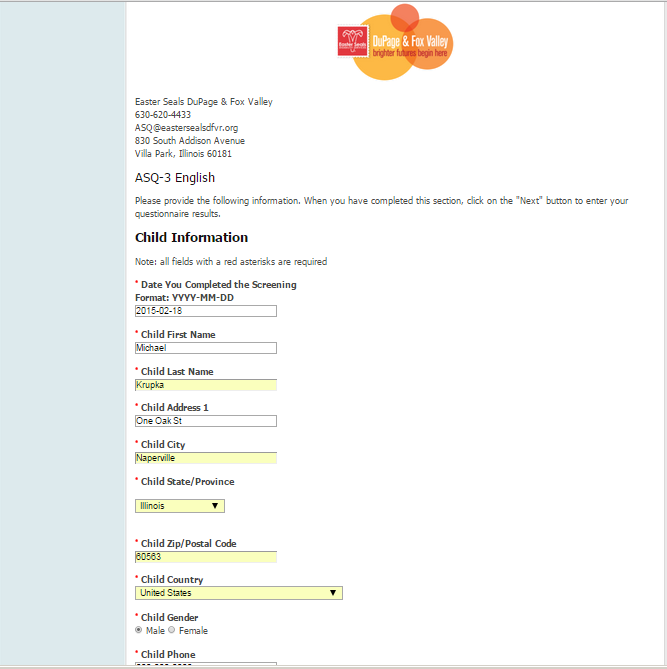 Easter Seals
DuPage & Fox Valley
brighter futures begin here
Easter Seals DuPage & Fox Valley
630-620-4433
ASQ@eastersealsdfvr.org
830 South Addison Avenue
Villa Park, Illinois 60181
ASQ-3 English
Please provide the following information. When you have completed this section, click on the "Next" button to enter your
questionnaire results.
Child Information
Note: all fields with a red asterisks are required
* Date You Completed the Screening
Format: YYYY-MM-DD
2015-02-18
* Child First Name
Michael
* Child Last Name
Krupka
* Child Address 1
One Oak St
* Child City
Naperville
* Child State/Province
Illinois
* Child Zip/Postal Code
60563
* Child Country
United States
* Child Gender
Male Female
* Child Phone